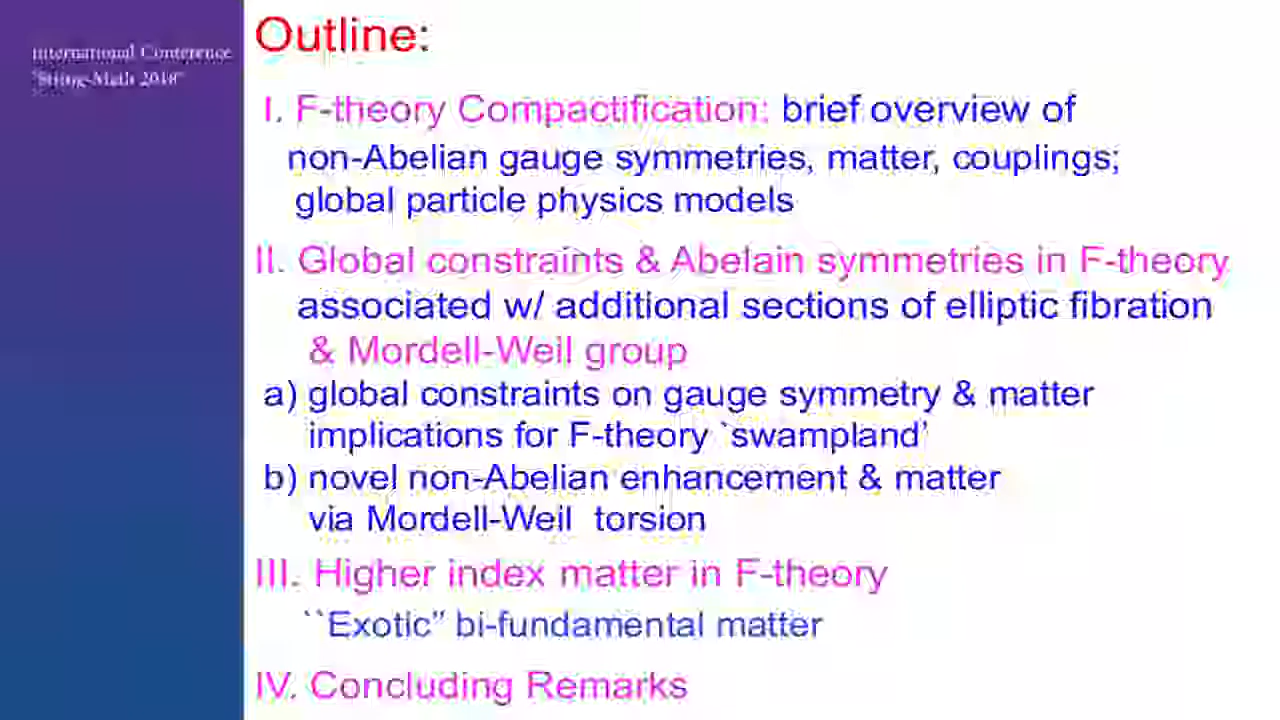 International Conference
"String-Math 2018"
Outline:
I. F-theory Compactification: brief overview of
non-Abelian gauge symmetries, matter, couplings;
global particle physics models
II. Global constraints & Abelain symmetries in F-theory
associated w/ additional sections of elliptic fibration
& Mordell-Weil group
a) global constraints on gauge symmetry & matter
implications for F-theory `swampland'
b) novel non-Abelian enhancement & matter
via Mordell-Weil torsion
III. Higher index matter in F-theory
``Exotic” bi-fundamental matter
IV. Concluding Remarks